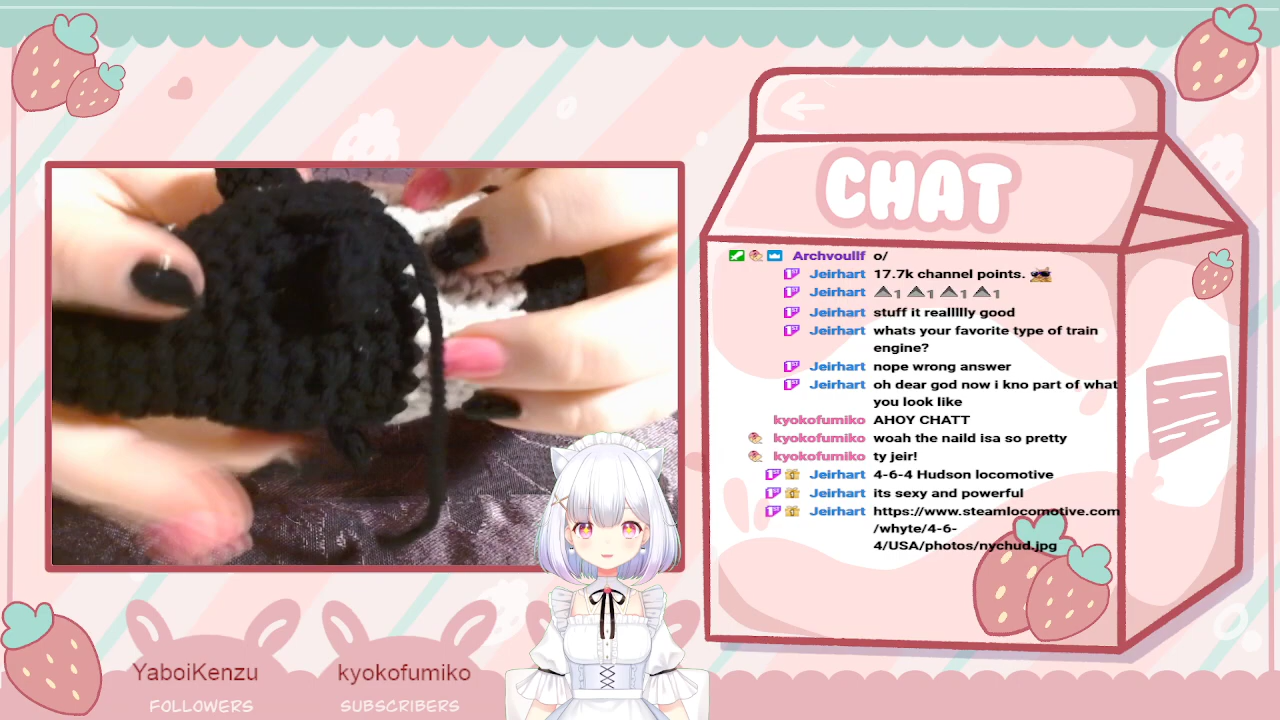 CHAT
Archvoullf o/
Jeirhart 17.7k channel points.
Jeirhart 1 1 1 1
Jeirhart stuff it reallllly good
Jeirhart whats your favorite type of train
engine?
Jeirhart nope wrong answer
Jeirhart oh dear god now i kno part of what
you look like
kyokofumiko AHOY CHATT
kyokofumiko woah the naild isa so pretty
kyokofumiko ty jeir!
Jeirhart 4-6-4 Hudson locomotive
Jeirhart its sexy and powerful
Jeirhart https://www.steamlocomotive.com
/whyte/4-6-
4/USA/photos/nychud.jpg
YaboiKenzu kyokofumiko
FOLLOWERS SUBSCRIBERS